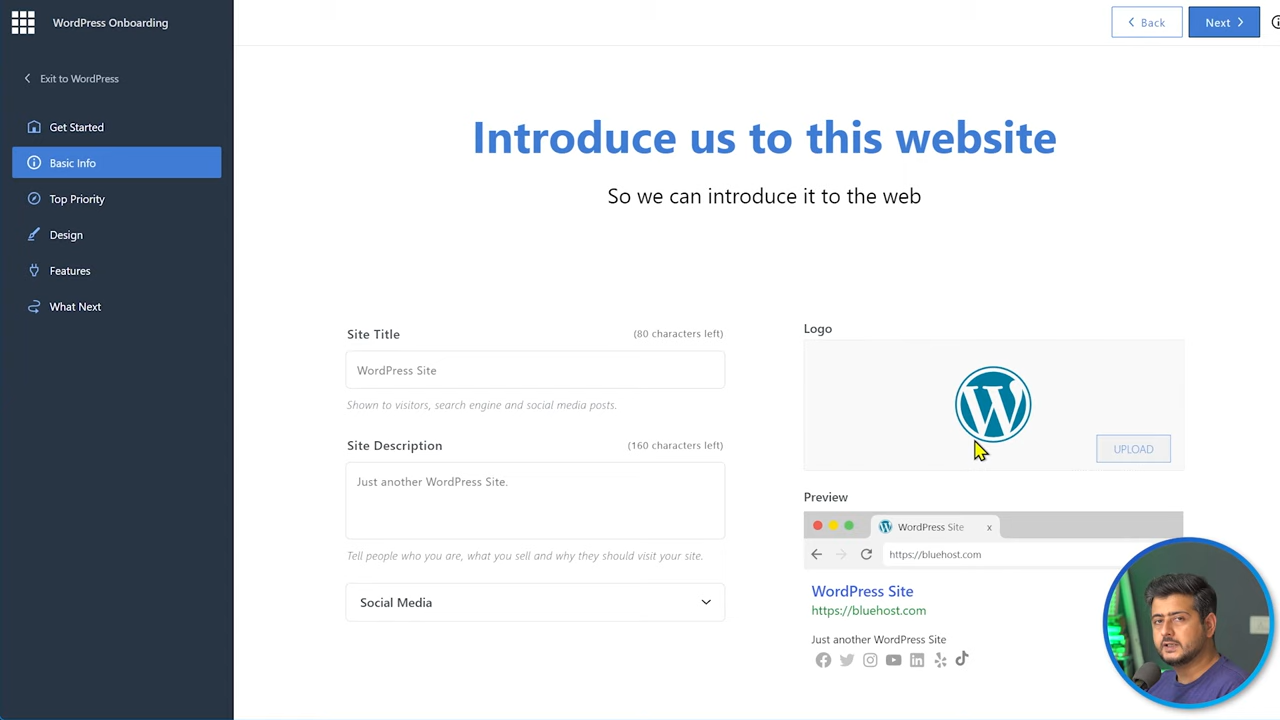 WordPress Onboarding
Back
Next
Exit to WordPress
Get Started
Basic Info
Top Priority
Design
Features
What Next
Introduce us to this website
So we can introduce it to the web
Site Title
(80 characters left)
WordPress Site
Shown to visitors, search engine and social media posts.
Site Description
(160 characters left)
Just another WordPress Site.
Tell people who you are, what you sell and why they should visit your site.
Social Media
Logo
UPLOAD
Preview
WordPress Site x
https://bluehost.com
WordPress Site
https://bluehost.com
Just another WordPress Site